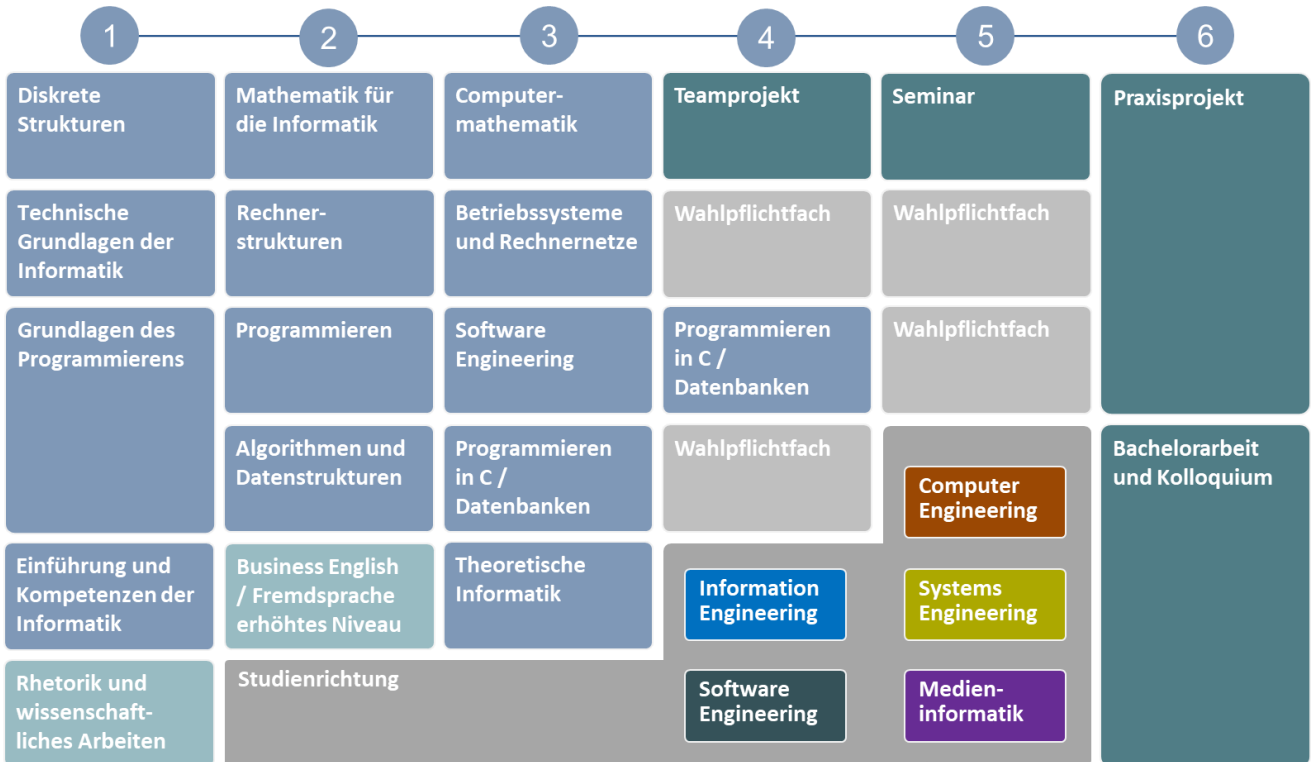 1
2
3
4
5
6
Diskrete
Strukturen
Mathematik für
die Informatik
Computer-
mathematik
Teamprojekt
Seminar
Praxisprojekt
Technische
Grundlagen der
Informatik
Rechner-
strukturen
Betriebssysteme
und Rechnernetze
Wahlpflichtfach
Wahlpflichtfach
Grundlagen des
Programmierens
Programmieren
Software
Engineering
Programmieren
in C /
Datenbanken
Wahlpflichtfach
Algorithmen und
Datenstrukturen
Programmieren
in C /
Datenbanken
Wahlpflichtfach
Computer
Engineering
Bachelorarbeit
und Kolloquium
Einführung und
Kompetenzen der
Informatik
Business English
/ Fremdsprache
erhöhtes Niveau
Theoretische
Informatik
Information
Engineering
Systems
Engineering
Rhetorik und
wissenschaft-
liches Arbeiten
Studienrichtung
Software
Engineering
Medien-
informatik